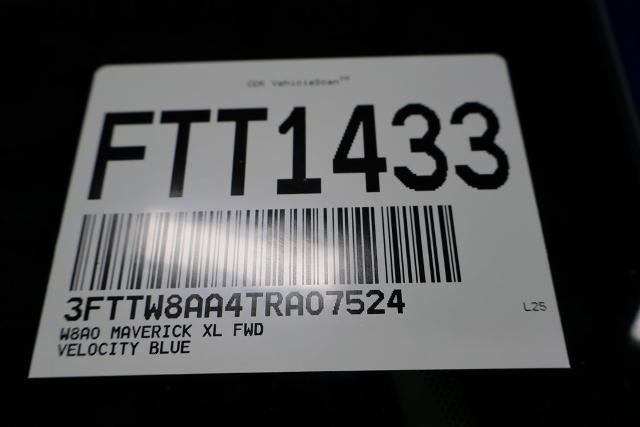 CDK VehicleScan™
FTT1433
3FTTW8AA4TRA07524
L25
W8A0 MAVERICK XL FWD
VELOCITY BLUE